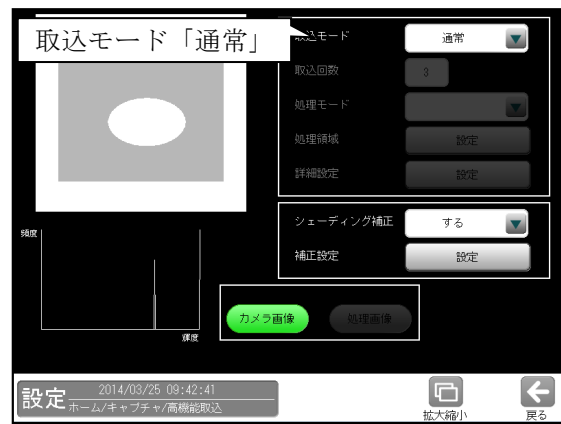 取込モード「通常」
込モード 通常
取込回数 3
処理モード
処理領域 設定
詳細設定 設定
シェーディング補正 する
補正設定 設定
頻度
輝度
カメラ画像 処理画像
設定 2014/03/25 09:42:41
ホーム/キャプチャ/高機能取込
拡大縮小 戻る